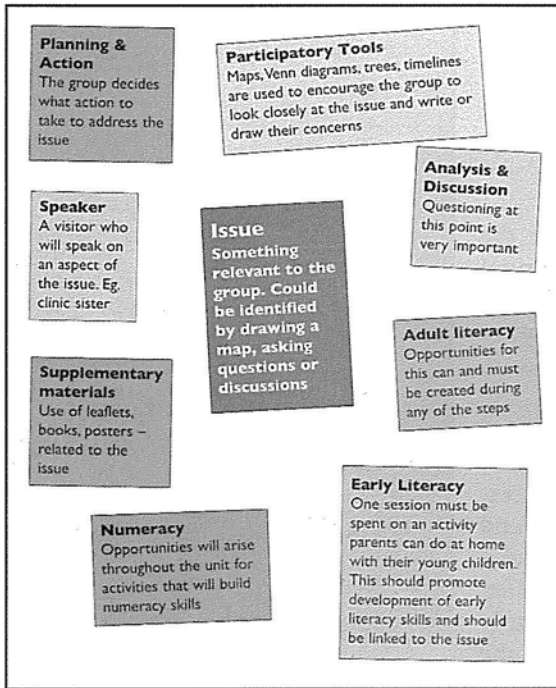 Planning &
Action
The group decides
what action to
take to address the
issue
Participatory Tools
Maps, Venn diagrams, trees, timelines
are used to encourage the group to
look closely at the issue and write or
draw their concerns
Analysis &
Discussion
Questioning at
this point is
very important
Speaker
A visitor who
will speak on
an aspect of
the issue. Eg.
clinic sister
Issue
Something
relevant to the
group. Could
be identified
by drawing a
map, asking
questions or
discussions
Adult literacy
Opportunities for
this can and must
be created during
any of the steps
Supplementary
materials
Use of leaflets,
books, posters –
related to the
issue
Early Literacy
One session must be
spent on an activity
parents can do at home
with their young children.
This should promote
development of early
literacy skills and should
be linked to the issue
Numeracy
Opportunities will arise
throughout the unit for
activities that will build
numeracy skills